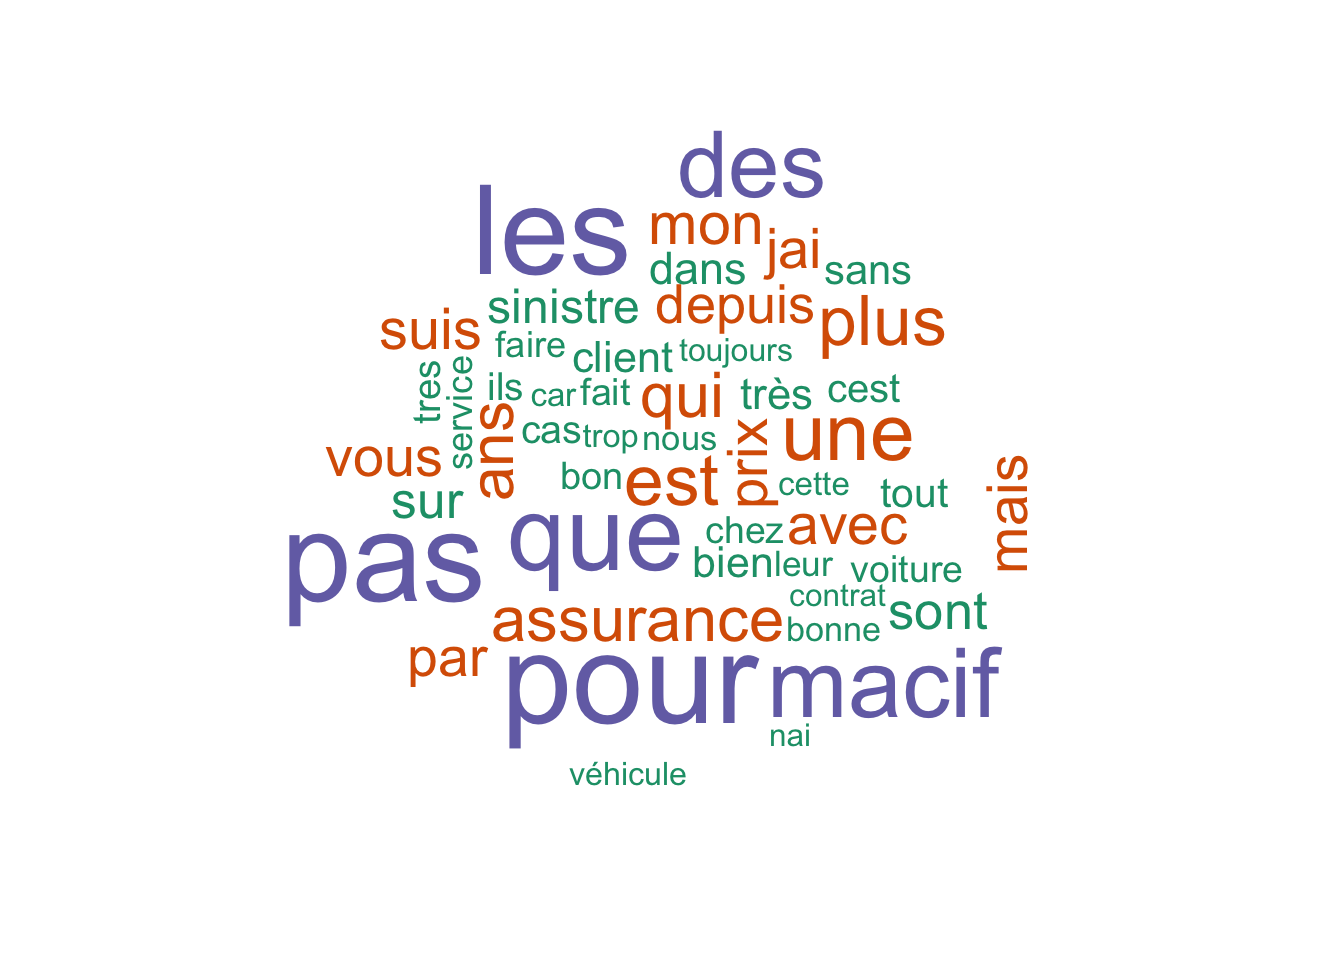 des
les
mon
jai
dans
sans
sinistre
depuis
plus
suis
faire
client
toujours
tres
service
ils
car
fait
qui
très
cest
ans
cas
trop
nous
prix
une
vous
bon
est
cette
tout
mais
sur
pas
que
chez
avec
bien
leur
voiture
contrat
assurance
bonne
sont
par
pour
macif
nai
véhicule